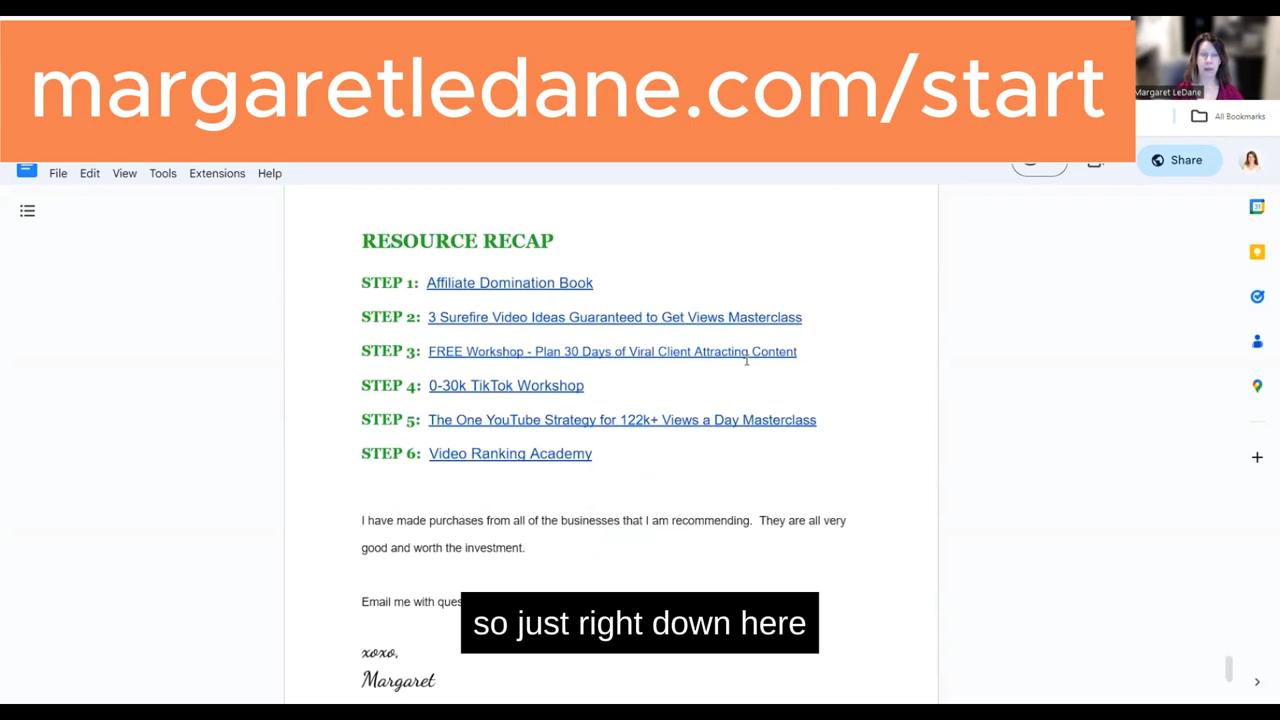 margaretledane.com/start
Margaret LeDane
All Bookmarks
Share
File Edit View Tools Extensions Help
RESOURCE RECAP
STEP 1: Affiliate Domination Book
STEP 2: 3 Surefire Video Ideas Guaranteed to Get Views Masterclass
STEP 3: FREE Workshop - Plan 30 Days of Viral Client Attracting Content
STEP 4: 0-30k TikTok Workshop
STEP 5: The One YouTube Strategy for 122k+ Views a Day Masterclass
STEP 6: Video Ranking Academy
I have made purchases from all of the businesses that I am recommending. They are all very
good and worth the investment.
Email me with
so just right down here
xoxo,
Margaret